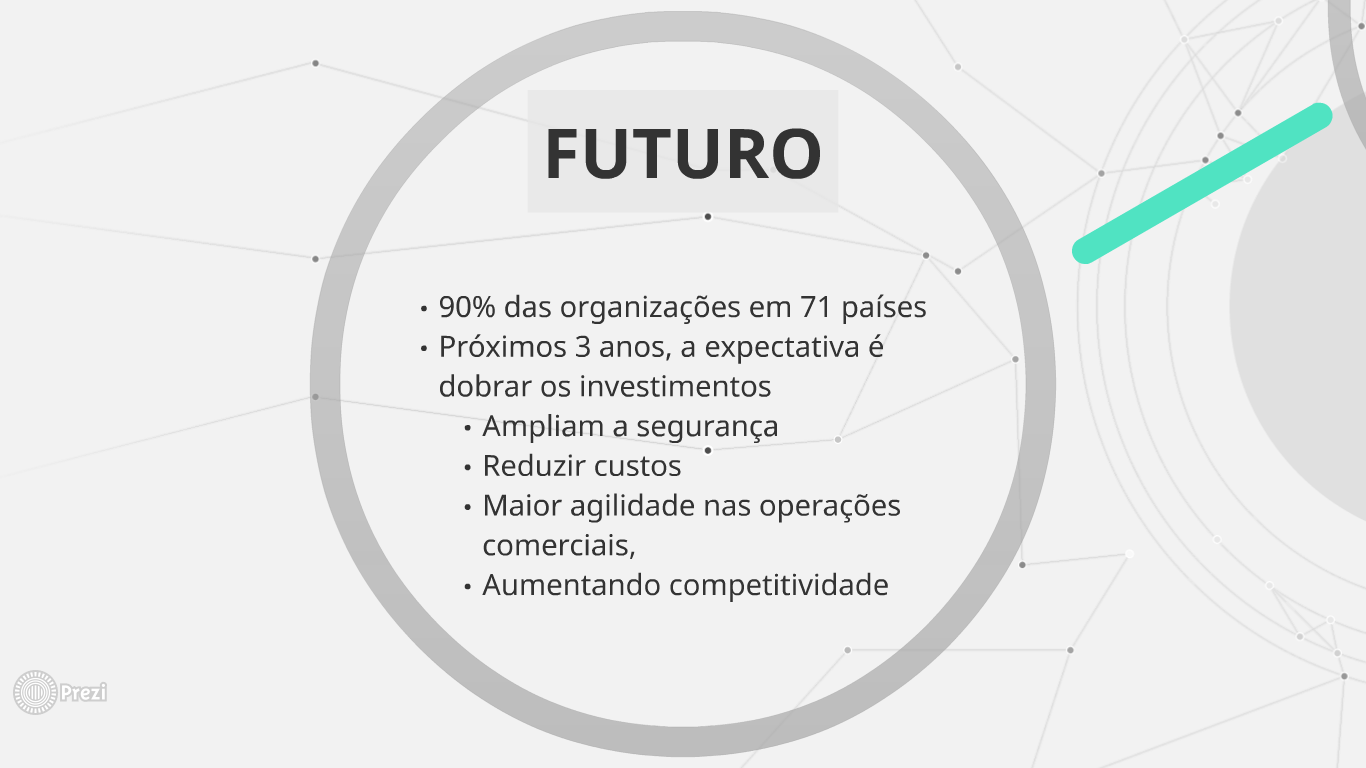 FUTURO
• 90% das organizações em 71 países
• Próximos 3 anos, a expectativa é
dobrar os investimentos
• Ampliam a segurança
• Reduzir custos
• Maior agilidade nas operações
comerciais,
• Aumentando competitividade
Prezi